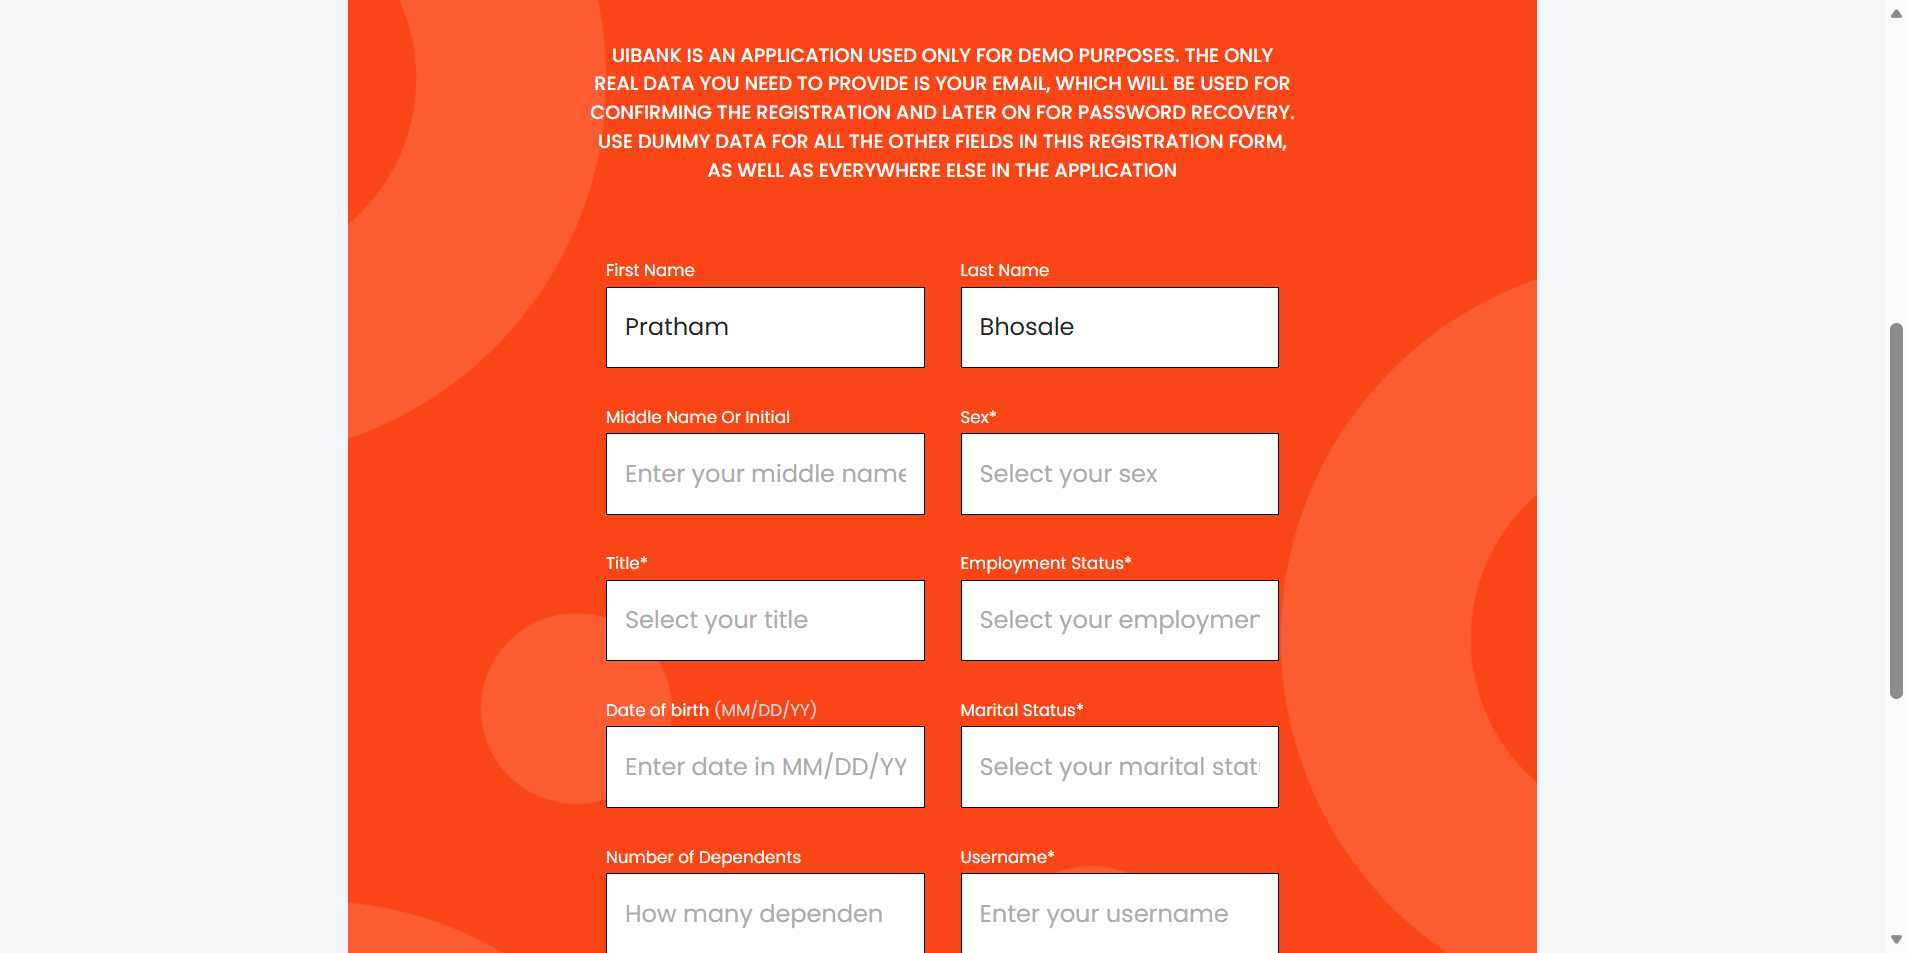 UIBANK IS AN APPLICATION USED ONLY FOR DEMO PURPOSES. THE ONLY
REAL DATA YOU NEED TO PROVIDE IS YOUR EMAIL, WHICH WILL BE USED FOR
CONFIRMING THE REGISTRATION AND LATER ON FOR PASSWORD RECOVERY.
USE DUMMY DATA FOR ALL THE OTHER FIELDS IN THIS REGISTRATION FORM,
AS WELL AS EVERYWHERE ELSE IN THE APPLICATION
First Name
Last Name
Pratham
Bhosale
Middle Name Or Initial
Sex*
Enter your middle name
Select your sex
Title*
Employment Status*
Select your title
Select your employmen
Date of birth (MM/DD/YY)
Marital Status*
Enter date in MM/DD/YY
Select your marital stat
Number of Dependents
Username*
How many dependen
Enter your username